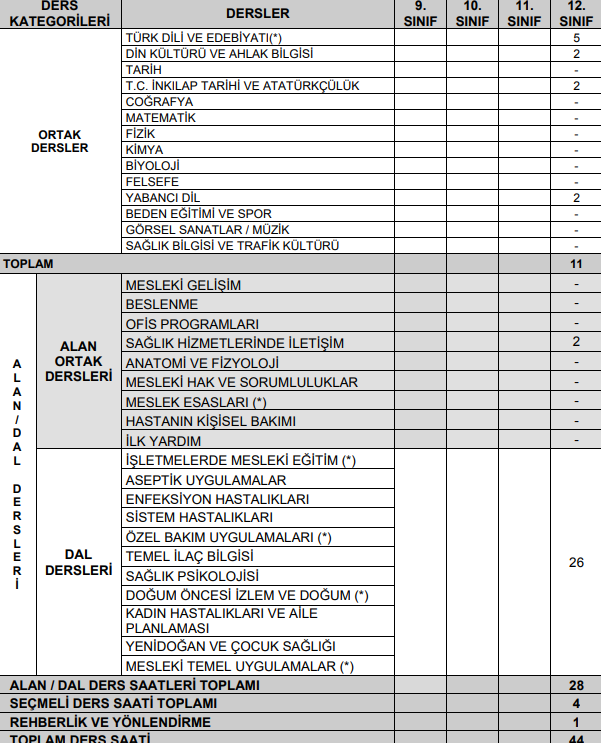 DERS KATEGORİLERİ DERSLER 9. SINIF 10. SINIF 11. SINIF 12. SINIF
ORTAK DERSLER
TÜRK DİLİ VE EDEBİYATI(*) 5
DİN KÜLTÜRÜ VE AHLAK BİLGİSİ 2
TARİH -
T.C. İNKILAP TARİHİ VE ATATÜRKÇÜLÜK 2
COĞRAFYA -
MATEMATİK -
FİZİK -
KİMYA -
BİYOLOJİ -
FELSEFE -
YABANCI DİL 2
BEDEN EĞİTİMİ VE SPOR -
GÖRSEL SANATLAR / MÜZİK -
SAĞLIK BİLGİSİ VE TRAFİK KÜLTÜRÜ -
TOPLAM 11
ALAN/DAL DERSLERİ
ALAN ORTAK DERSLERİ
MESLEKİ GELİŞİM -
BESLENME -
OFİS PROGRAMLARI -
SAĞLIK HİZMETLERİNDE İLETİŞİM 2
ANATOMİ VE FİZYOLOJİ -
MESLEKİ HAK VE SORUMLULUKLAR -
MESLEK ESASLARI (*) -
HASTANIN KİŞİSEL BAKIMI -
İLK YARDIM -
DAL DERSLERİ
İŞLETMELERDE MESLEKİ EĞİTİM (*)
ASEPTİK UYGULAMALAR
ENFEKSİYON HASTALIKLARI
SİSTEM HASTALIKLARI
ÖZEL BAKIM UYGULAMALARI (*)
TEMEL İLAÇ BİLGİSİ
SAĞLIK PSİKOLOJİSİ
DOĞUM ÖNCESİ İZLEM VE DOĞUM (*)
KADIN HASTALIKLARI VE AİLE
PLANLAMASI
YENİDOĞAN VE ÇOCUK SAĞLIĞI
MESLEKİ TEMEL UYGULAMALAR (*)
26
ALAN / DAL DERS SAATLERİ TOPLAMI 28
SEÇMELİ DERS SAATİ TOPLAMI 4
REHBERLİK VE YÖNLENDİRME 1
TOPLAM DERS SAATİ 44